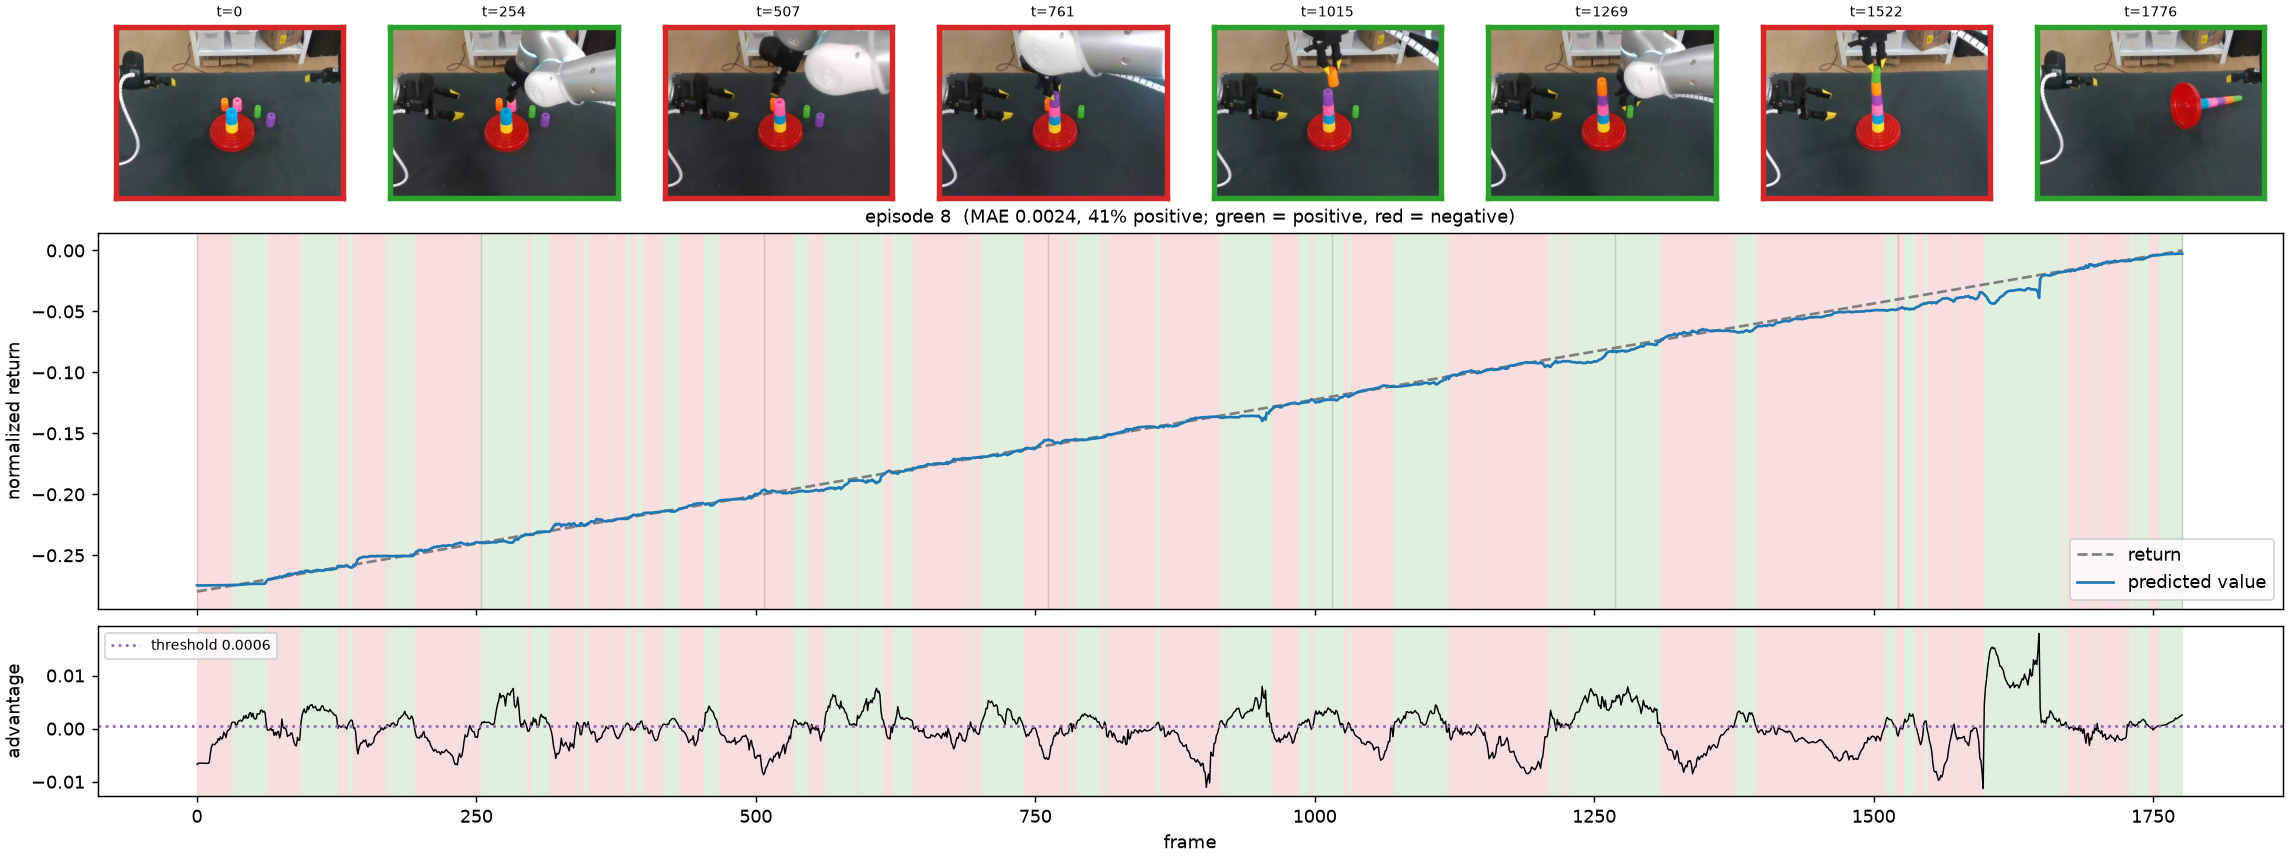 t=0
t=254
t=507
t=761
t=1015
t=1269
t=1522
t=1776
episode 8 (MAE 0.0024, 41% positive; green = positive, red = negative)
normalized return
0.00
−0.05
−0.10
−0.15
−0.20
−0.25
return
predicted value
threshold 0.0006
advantage
0.01
0.00
−0.01
0
250
500
750
1000
1250
1500
1750
frame